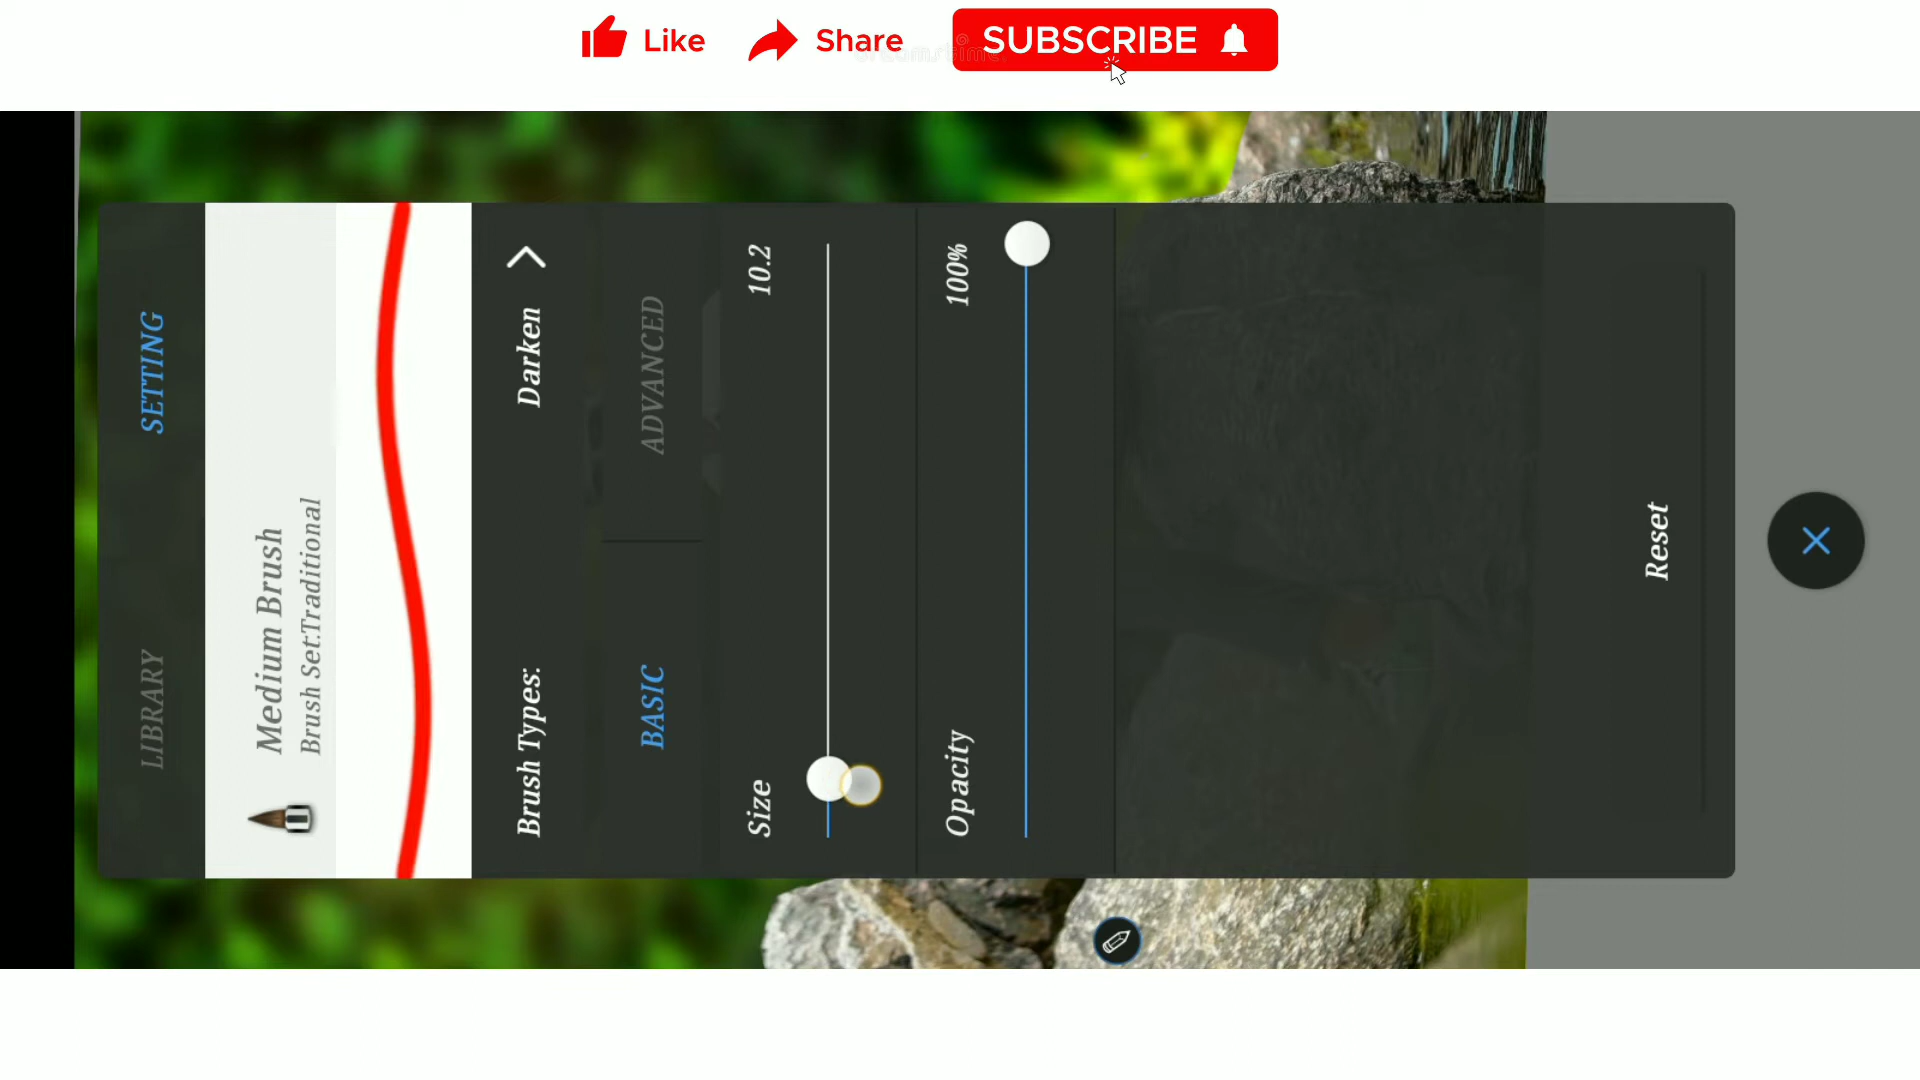 Like
Share
SUBSCRIBE
LIBRARY
SETTING
Medium Brush
Brush Set:Traditional
Brush Types:
Darken
BASIC
ADVANCED
Size
10.2
Opacity
100%
Reset